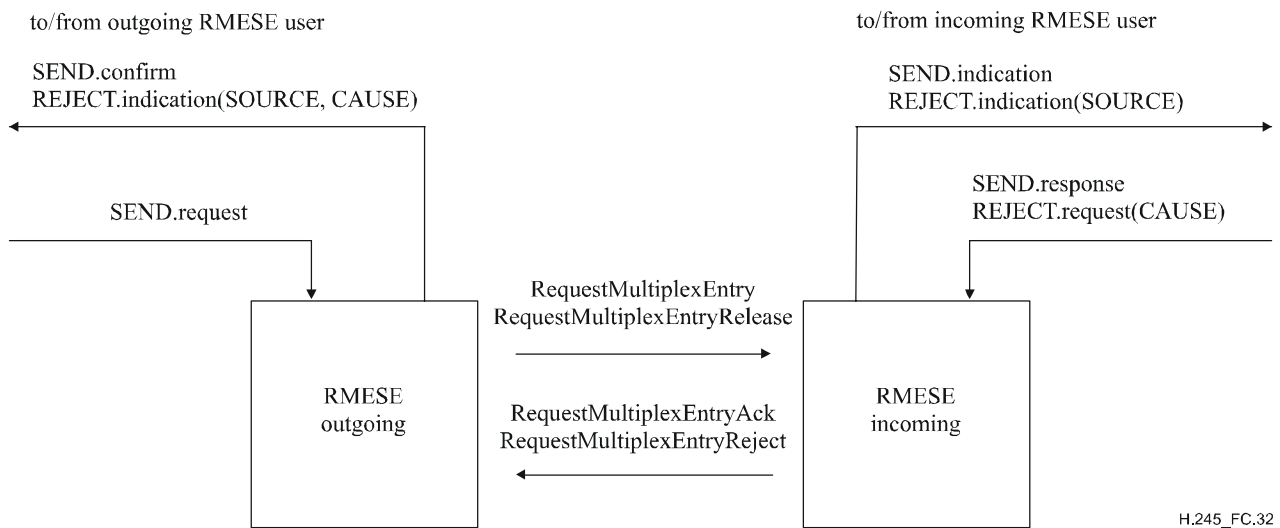 to/from outgoing RMESE user
to/from incoming RMESE user
SEND.confirm
REJECT.indication(SOURCE, CAUSE)
SEND.indication
REJECT.indication(SOURCE)
SEND.request
SEND.response
REJECT.request(CAUSE)
RequestMultiplexEntry
RequestMultiplexEntryRelease
RMESE
outgoing
RequestMultiplexEntryAck
RequestMultiplexEntryReject
RMESE
incoming
H.245_FC.32